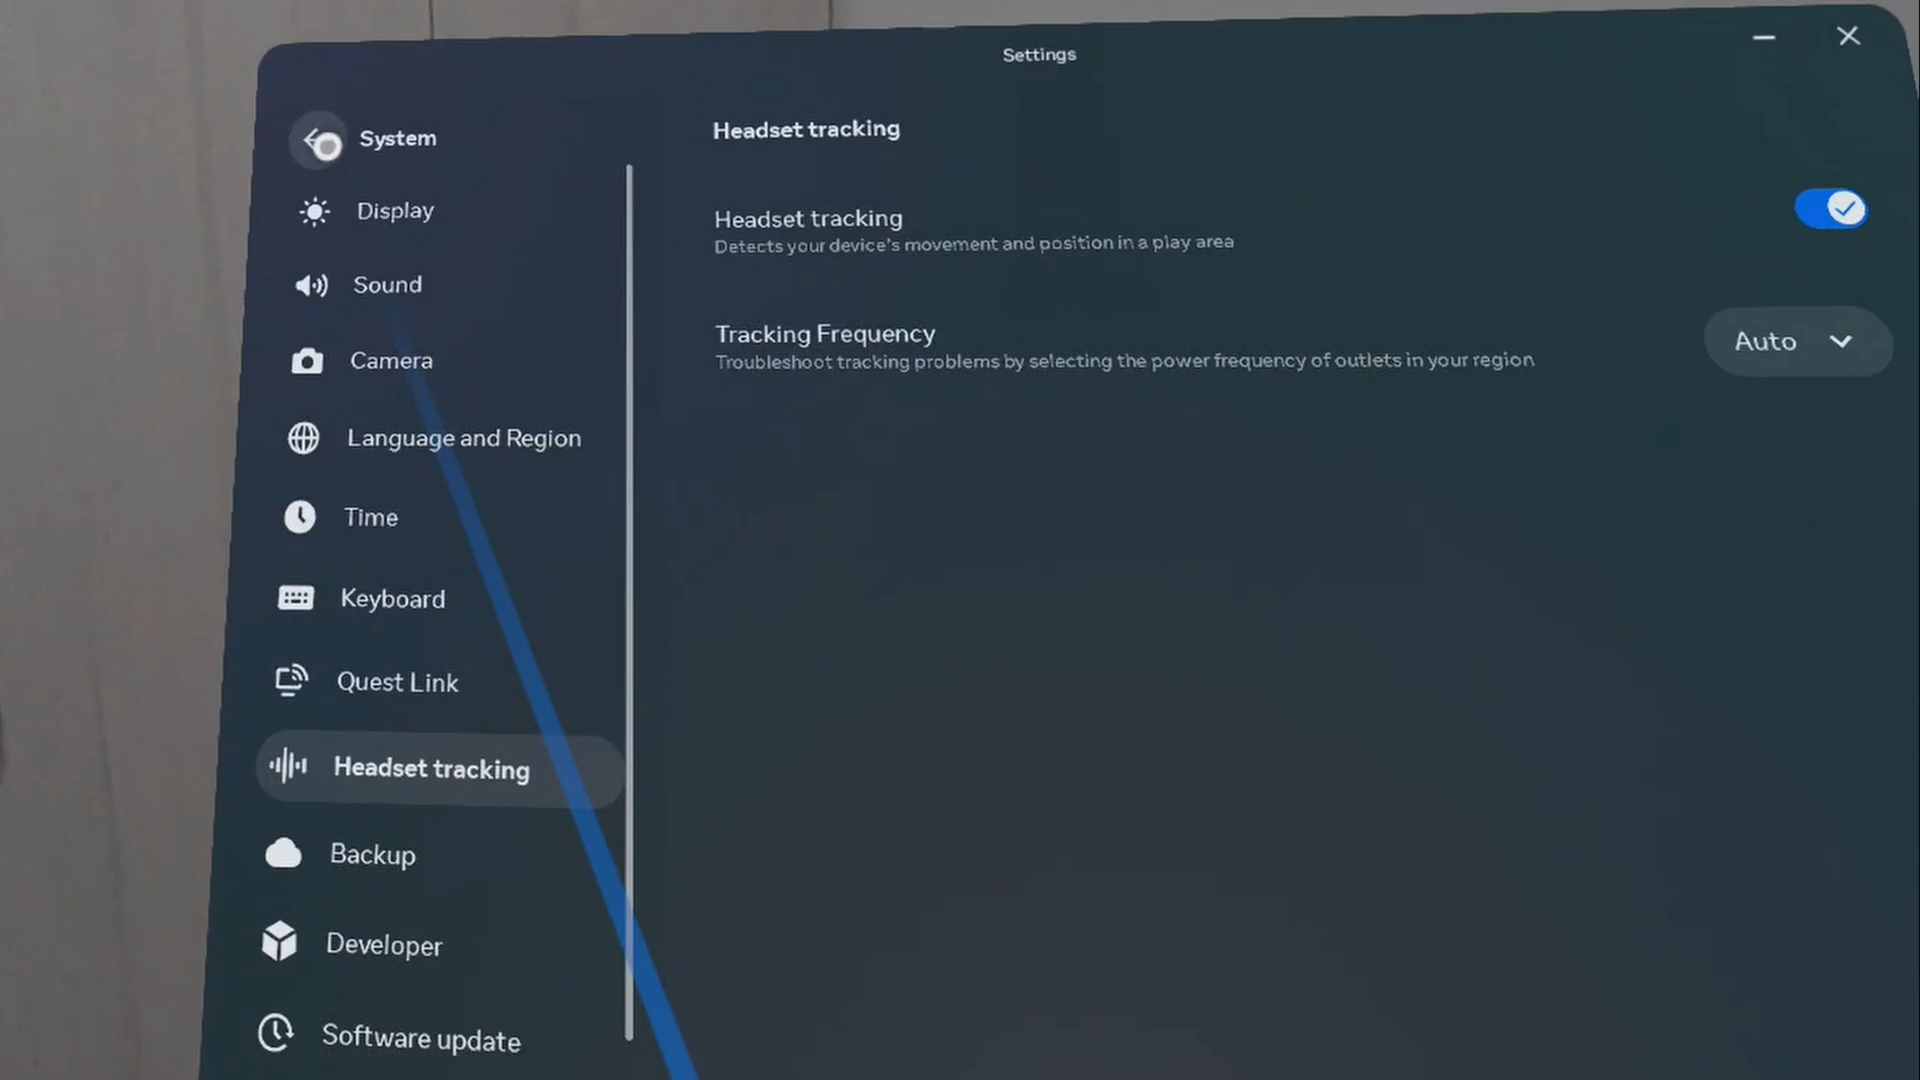 Settings
System
Display
Sound
Camera
Language and Region
Time
Keyboard
Quest Link
Headset tracking
Backup
Developer
Software update
Headset tracking
Headset tracking
Detects your device's movement and position in a play area
Tracking Frequency
Troubleshoot tracking problems by selecting the power frequency of outlets in your region
Auto